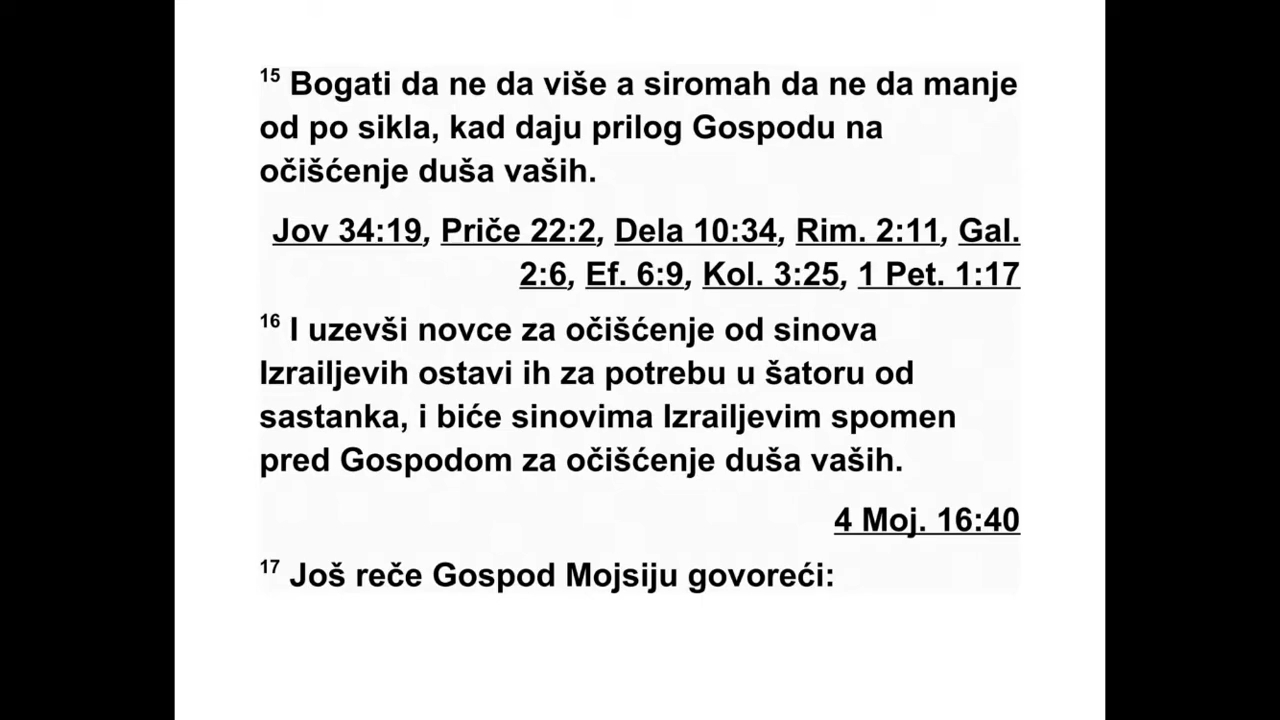 15 Bogati da ne da više a siromah da ne da manje
od po sikla, kad daju prilog Gospodu na
očišćenje duša vaših.
Jov 34:19, Priče 22:2, Dela 10:34, Rim. 2:11, Gal.
2:6, Ef. 6:9, Kol. 3:25, 1 Pet. 1:17
16 I uzevši novce za očišćenje od sinova
Izrailjevih ostavi ih za potrebu u šatoru od
sastanka, i biće sinovima Izrailjevim spomen
pred Gospodom za očišćenje duša vaših.
4 Moj. 16:40
17 Još reče Gospod Mojsiju govoreći: